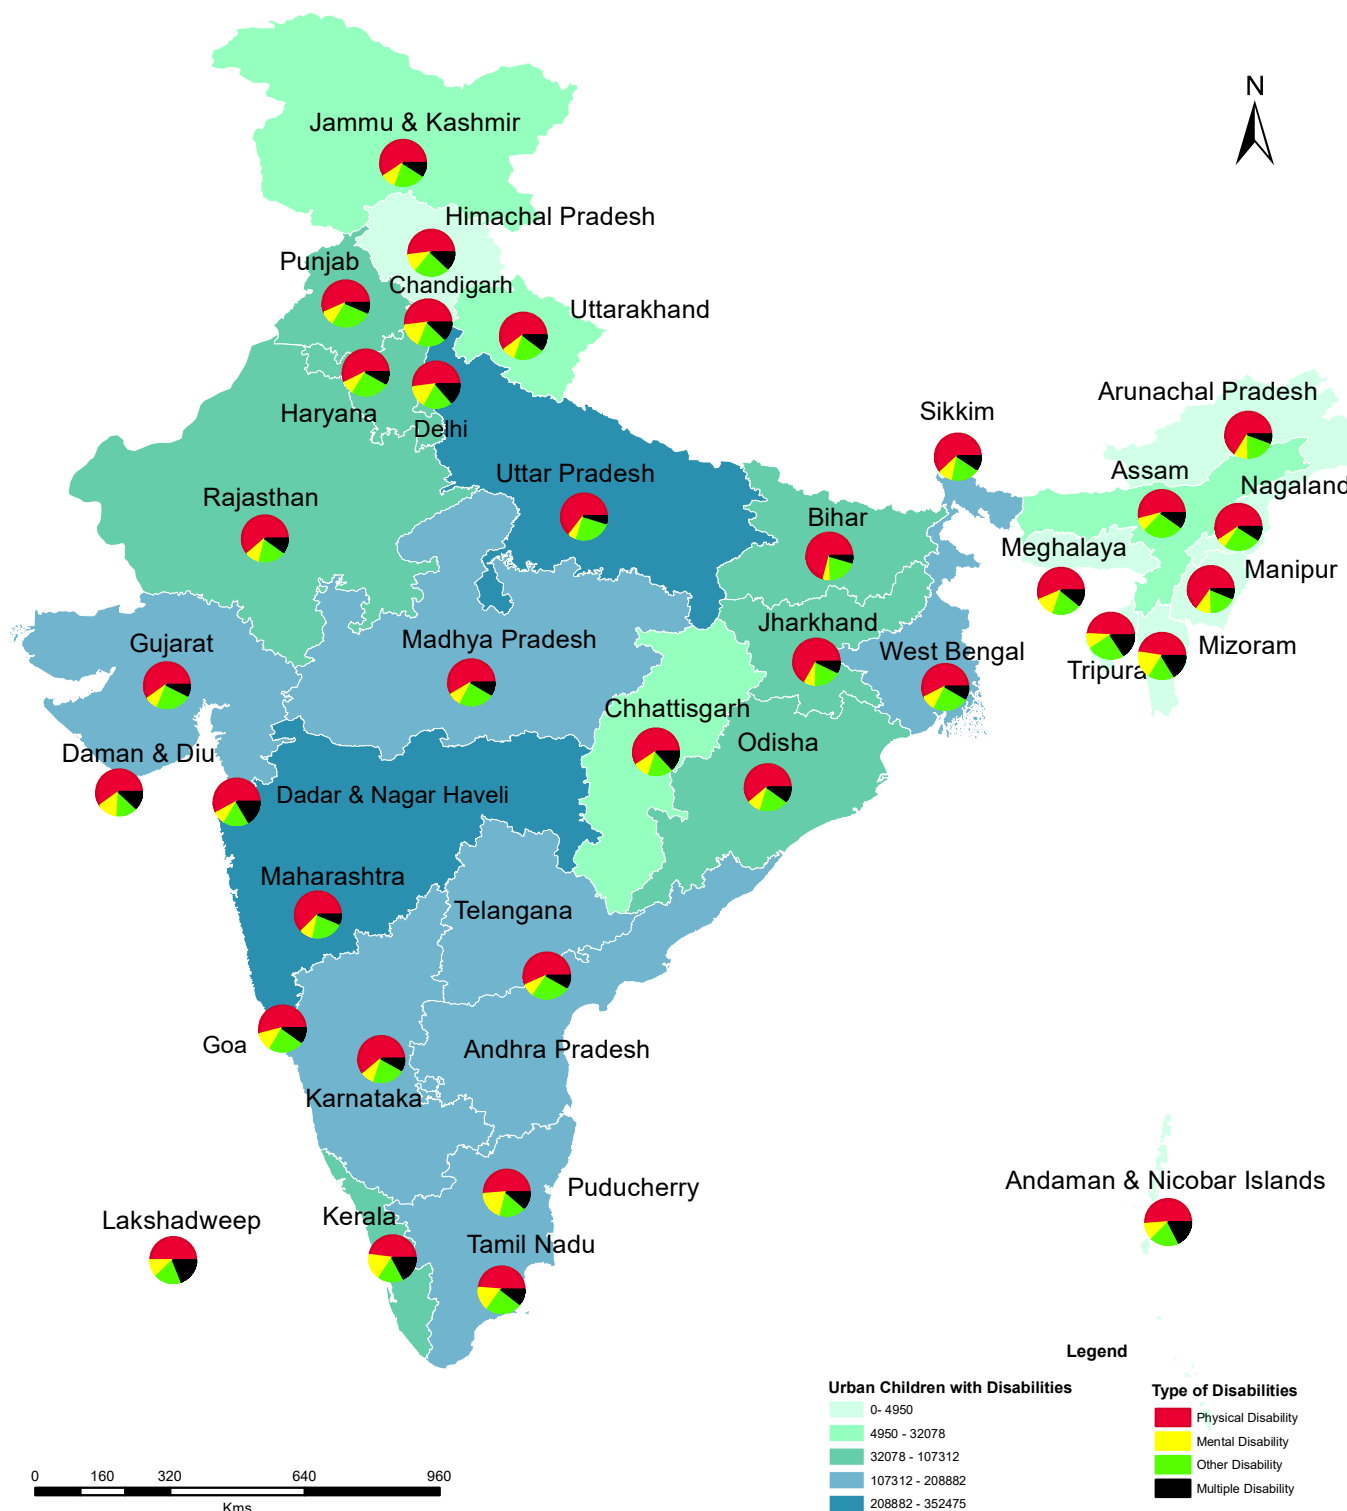 N
Jammu & Kashmir
Himachal Pradesh
Punjab
Chandigarh
Uttarakhand
Haryana
Delhi
Arunachal Pradesh
Sikkim
Assam
Nagaland
Uttar Pradesh
Rajasthan
Bihar
Meghalaya
Manipur
Jharkhand
Gujarat
Madhya Pradesh
West Bengal
Mizoram
Tripura
Chhattisgarh
Odisha
Daman & Diu
Dadar & Nagar Haveli
Maharashtra
Telangana
Goa
Andhra Pradesh
Karnataka
Puducherry
Andaman & Nicobar Islands
Lakshadweep
Kerala
Tamil Nadu
Legend
Urban Children with Disabilities
0- 4950
4950 - 32078
32078 - 107312
107312 - 208882
208882 - 352475
Type of Disabilities
Physical Disability
Mental Disability
Other Disability
Multiple Disability
0 160 320 640 960
Kms